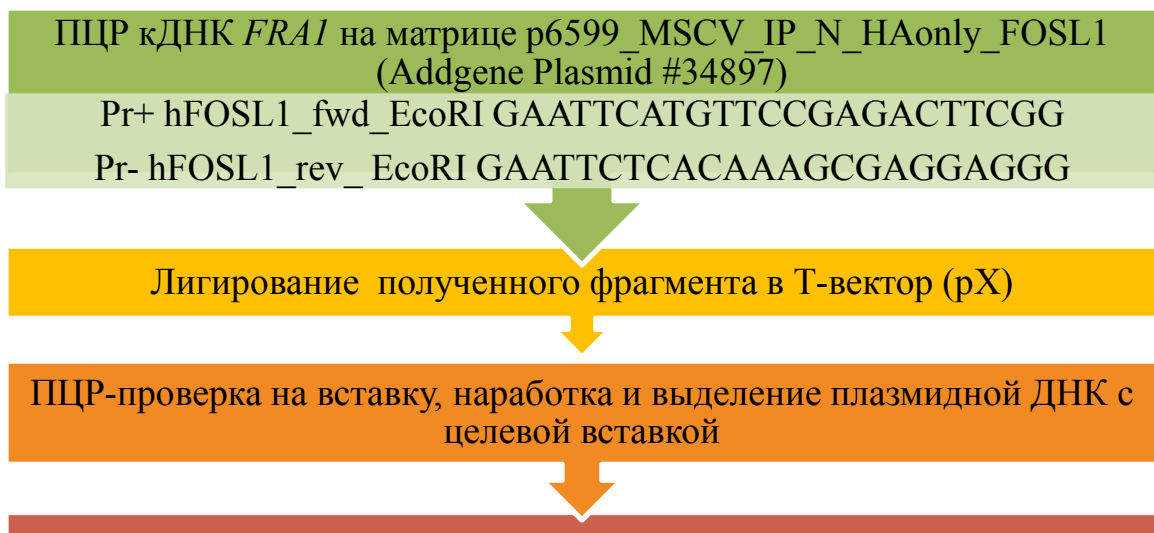 ПЦР кДНК FRA1 на матрице p6599_MSCV_IP_N_HAonly_FOSL1
(Addgene Plasmid #34897)
Pr+ hFOSL1_fwd_EcoRI GAATTCATGTTCCGAGACTTCGG
Pr- hFOSL1_rev_ EcoRI GAATTCTCACAAAGCGAGGAGGG
Лигирование полученного фрагмента в Т-вектор (pX)
ПЦР-проверка на вставку, наработка и выделение плазмидной ДНК с
целевой вставкой